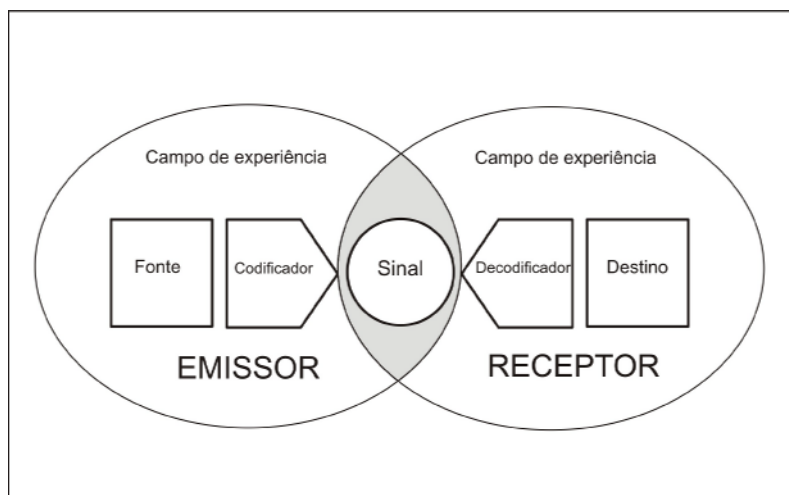 Campo de experiência
Campo de experiência
Fonte
Codificador
Sinal
Decodificador
Destino
EMISSOR
RECEPTOR